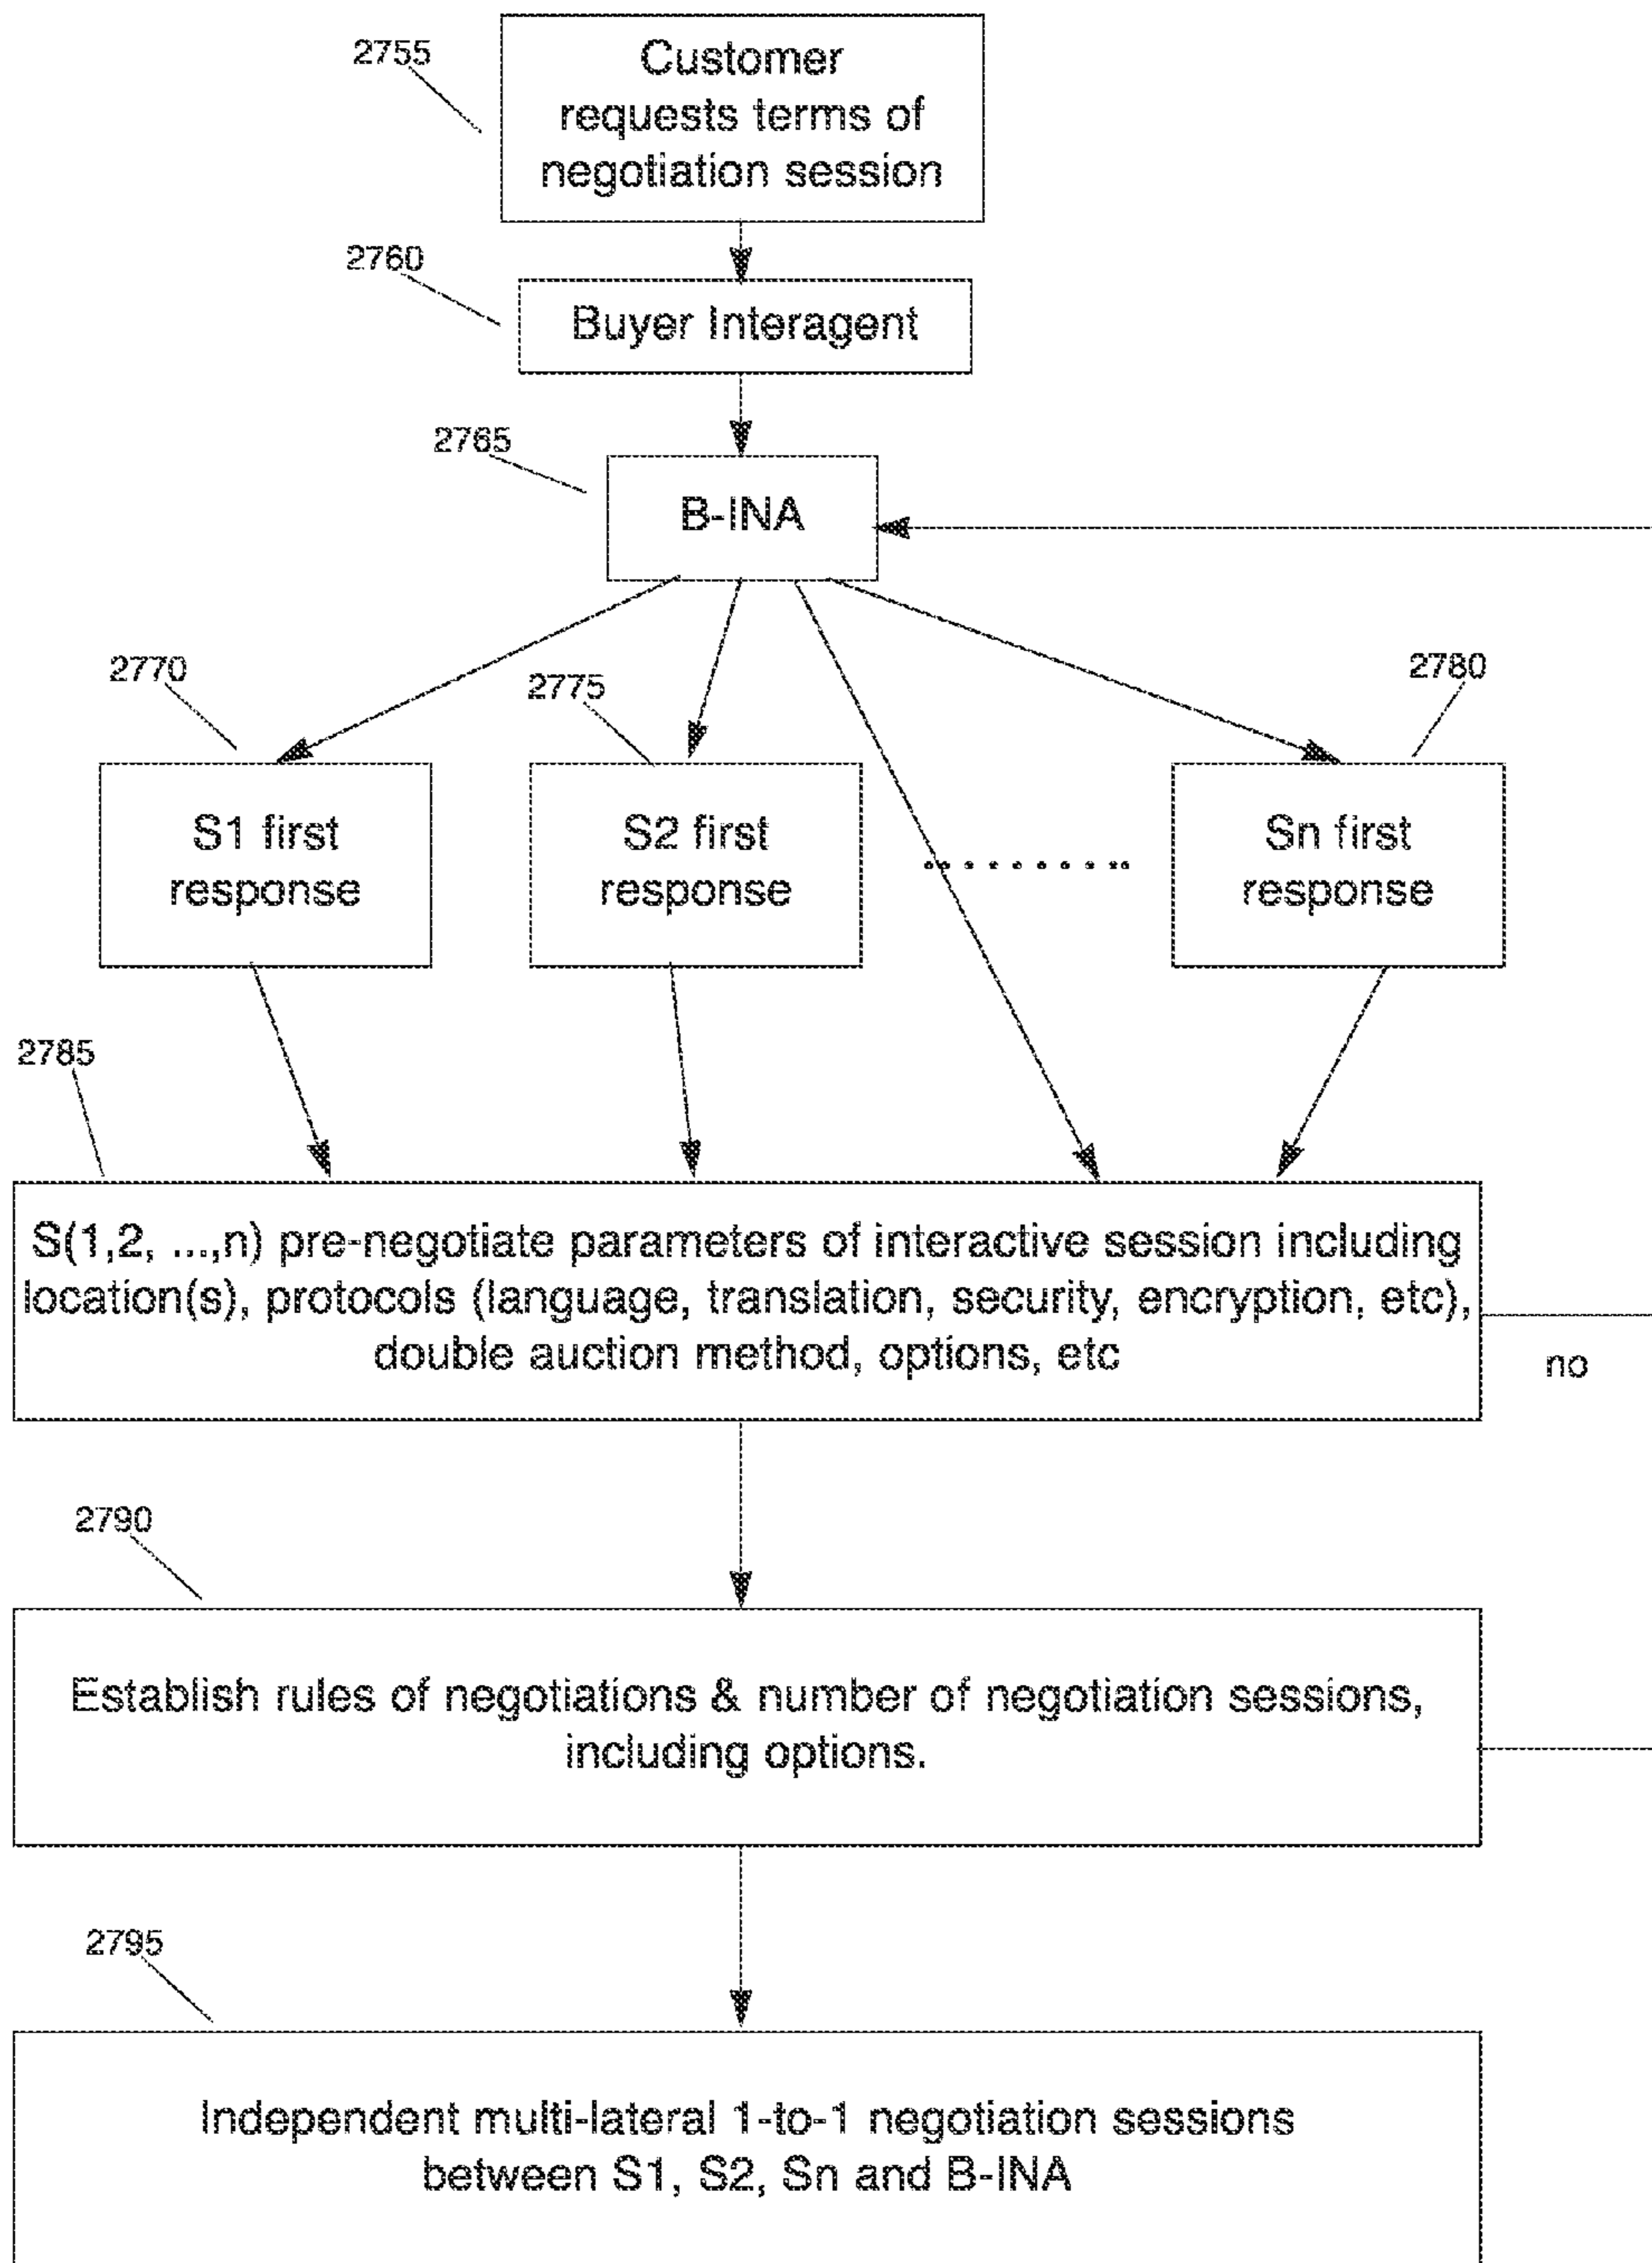 2755
Customer
requests terms of
negotiation session
2760
Buyer Interagent
2765
B-INA
2770
2775
2780
S1 first
response
S2 first
response
..........
Sn first
response
2785
S(1,2, ...,n) pre-negotiate parameters of interactive session including
location(s), protocols (language, translation, security, encryption, etc),
double auction method, options, etc
no
2790
Establish rules of negotiations & number of negotiation sessions,
including options.
2795
Independent multi-lateral 1-to-1 negotiation sessions
between S1, S2, Sn and B-INA